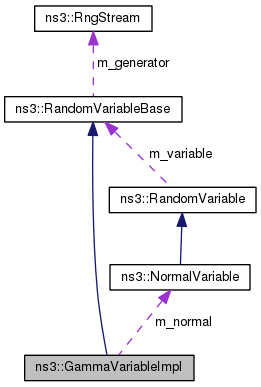 ns3::RngStream
m_generator
ns3::RandomVariableBase
m_variable
ns3::RandomVariable
ns3::NormalVariable
m_normal
ns3::GammaVariableImpl